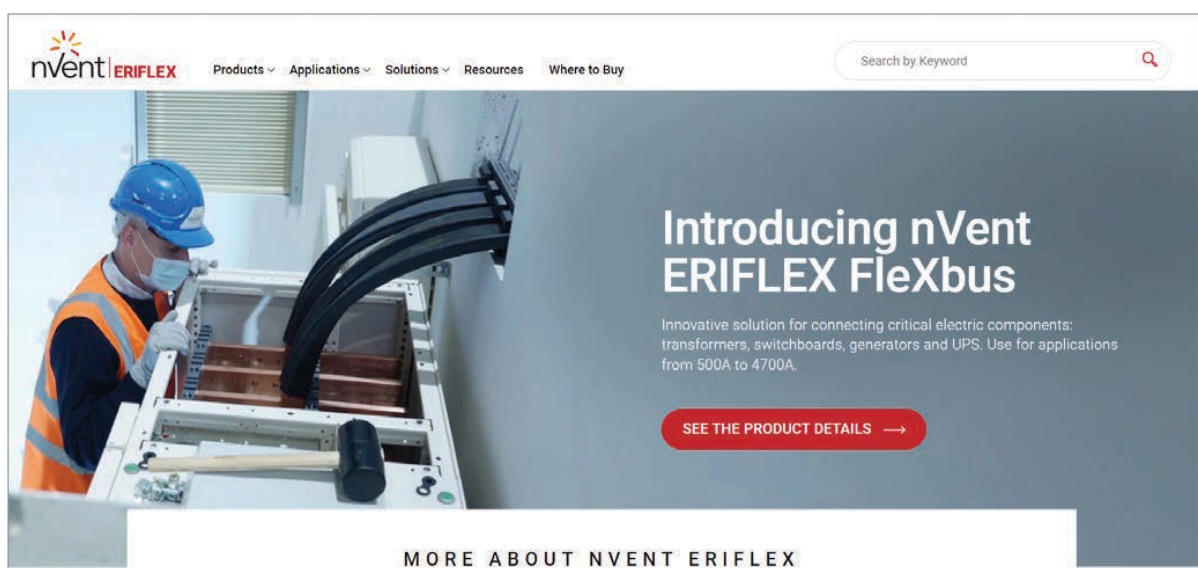 nVent ERIFLEX
Products Applications Solutions Resources Where to Buy
Search by Keyword
Introducing nVent
ERIFLEX FleXbus
Innovative solution for connecting critical electric components:
transformers, switchboards, generators and UPS. Use for applications
from 500A to 4700A.
SEE THE PRODUCT DETAILS →
MORE ABOUT NVENT ERIFLEX